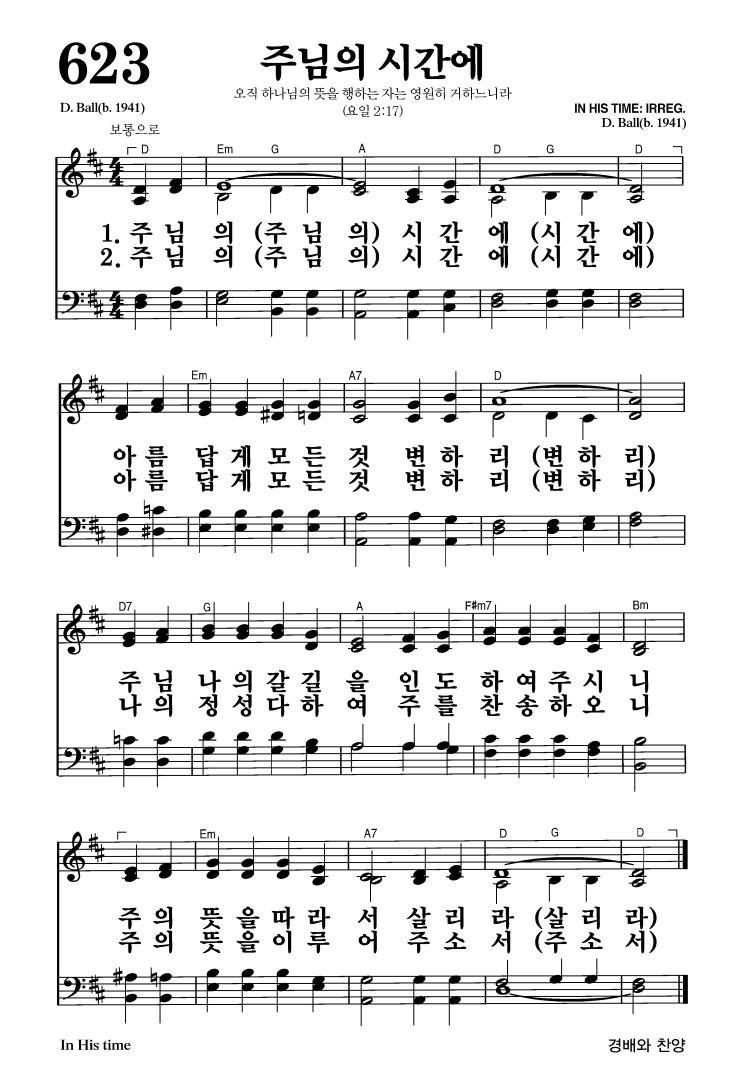 623
주님의 시간에
오직 하나님의 뜻을 행하는 자는 영원히 거하느니라
(요일 2:17)
D. Ball(b. 1941)
IN HIS TIME: IRREG.
D. Ball(b. 1941)
보통으로
D Em G A D G D
1. 주 님 의 (주 님 의) 시 간 에 (시 간 에)
2. 주 님 의 (주 님 의) 시 간 에 (시 간 에)
Em A7 D
아 름 답 게 모 든 것 변 하 리 (변 하 리)
아 름 답 게 모 든 것 변 하 리 (변 하 리)
D7 G A F#m7 Bm
주 님 나 의 갈 길 을 인 도 하 여 주 시 니
나 의 정 성 다 하 여 주 를 찬 송 하 오 니
Em A7 D G D
주 의 뜻 을 따 라 서 살 리 라 (살 리 라)
주 의 뜻 을 이 루 어 주 소 서 (주 소 서)
In His time
경배와 찬양